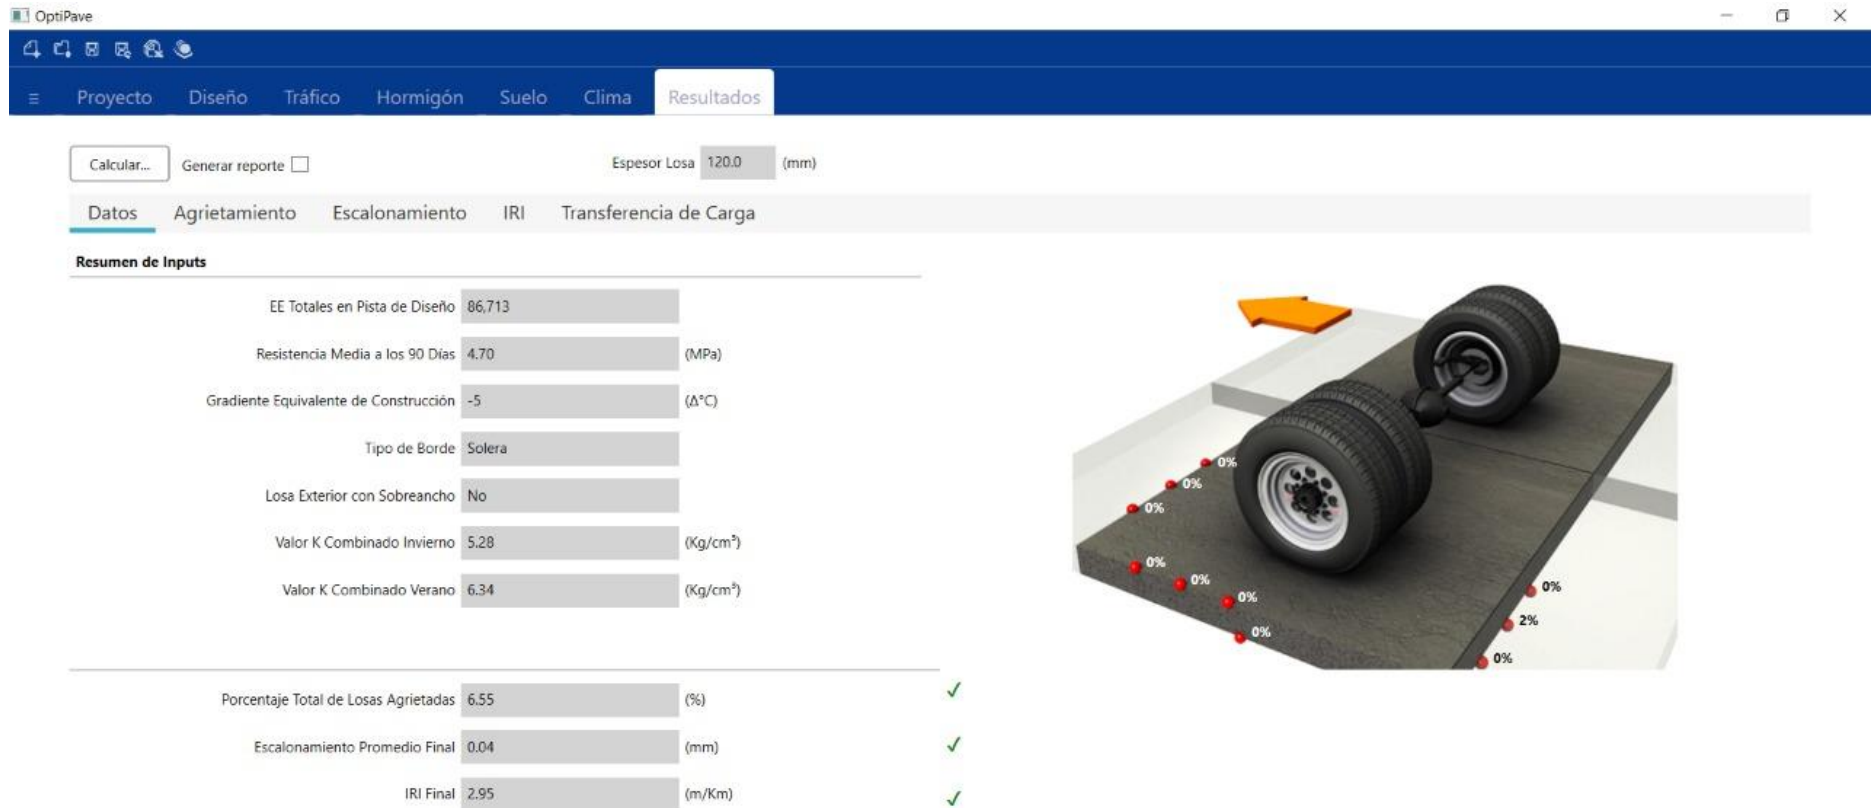 OptiPave
Proyecto Diseño Tráfico Hormigón Suelo Clima Resultados
Calcular... Generar reporte Espesor Losa 120.0 (mm)
Datos Agrietamiento Escalonamiento IRI Transferencia de Carga
Resumen de Inputs
EE Totales en Pista de Diseño 86,713
Resistencia Media a los 90 Días 4.70 (MPa)
Gradiente Equivalente de Construcción -5 (Δ°C)
Tipo de Borde Solera
Losa Exterior con Sobreancho No
Valor K Combinado Invierno 5.28 (Kg/cm³)
Valor K Combinado Verano 6.34 (Kg/cm³)
Porcentaje Total de Losas Agrietadas 6.55 (%)
Escalonamiento Promedio Final 0.04 (mm)
IRI Final 2.95 (m/Km)
0%
0%
0%
0%
0%
0%
0%
0%
2%
0%